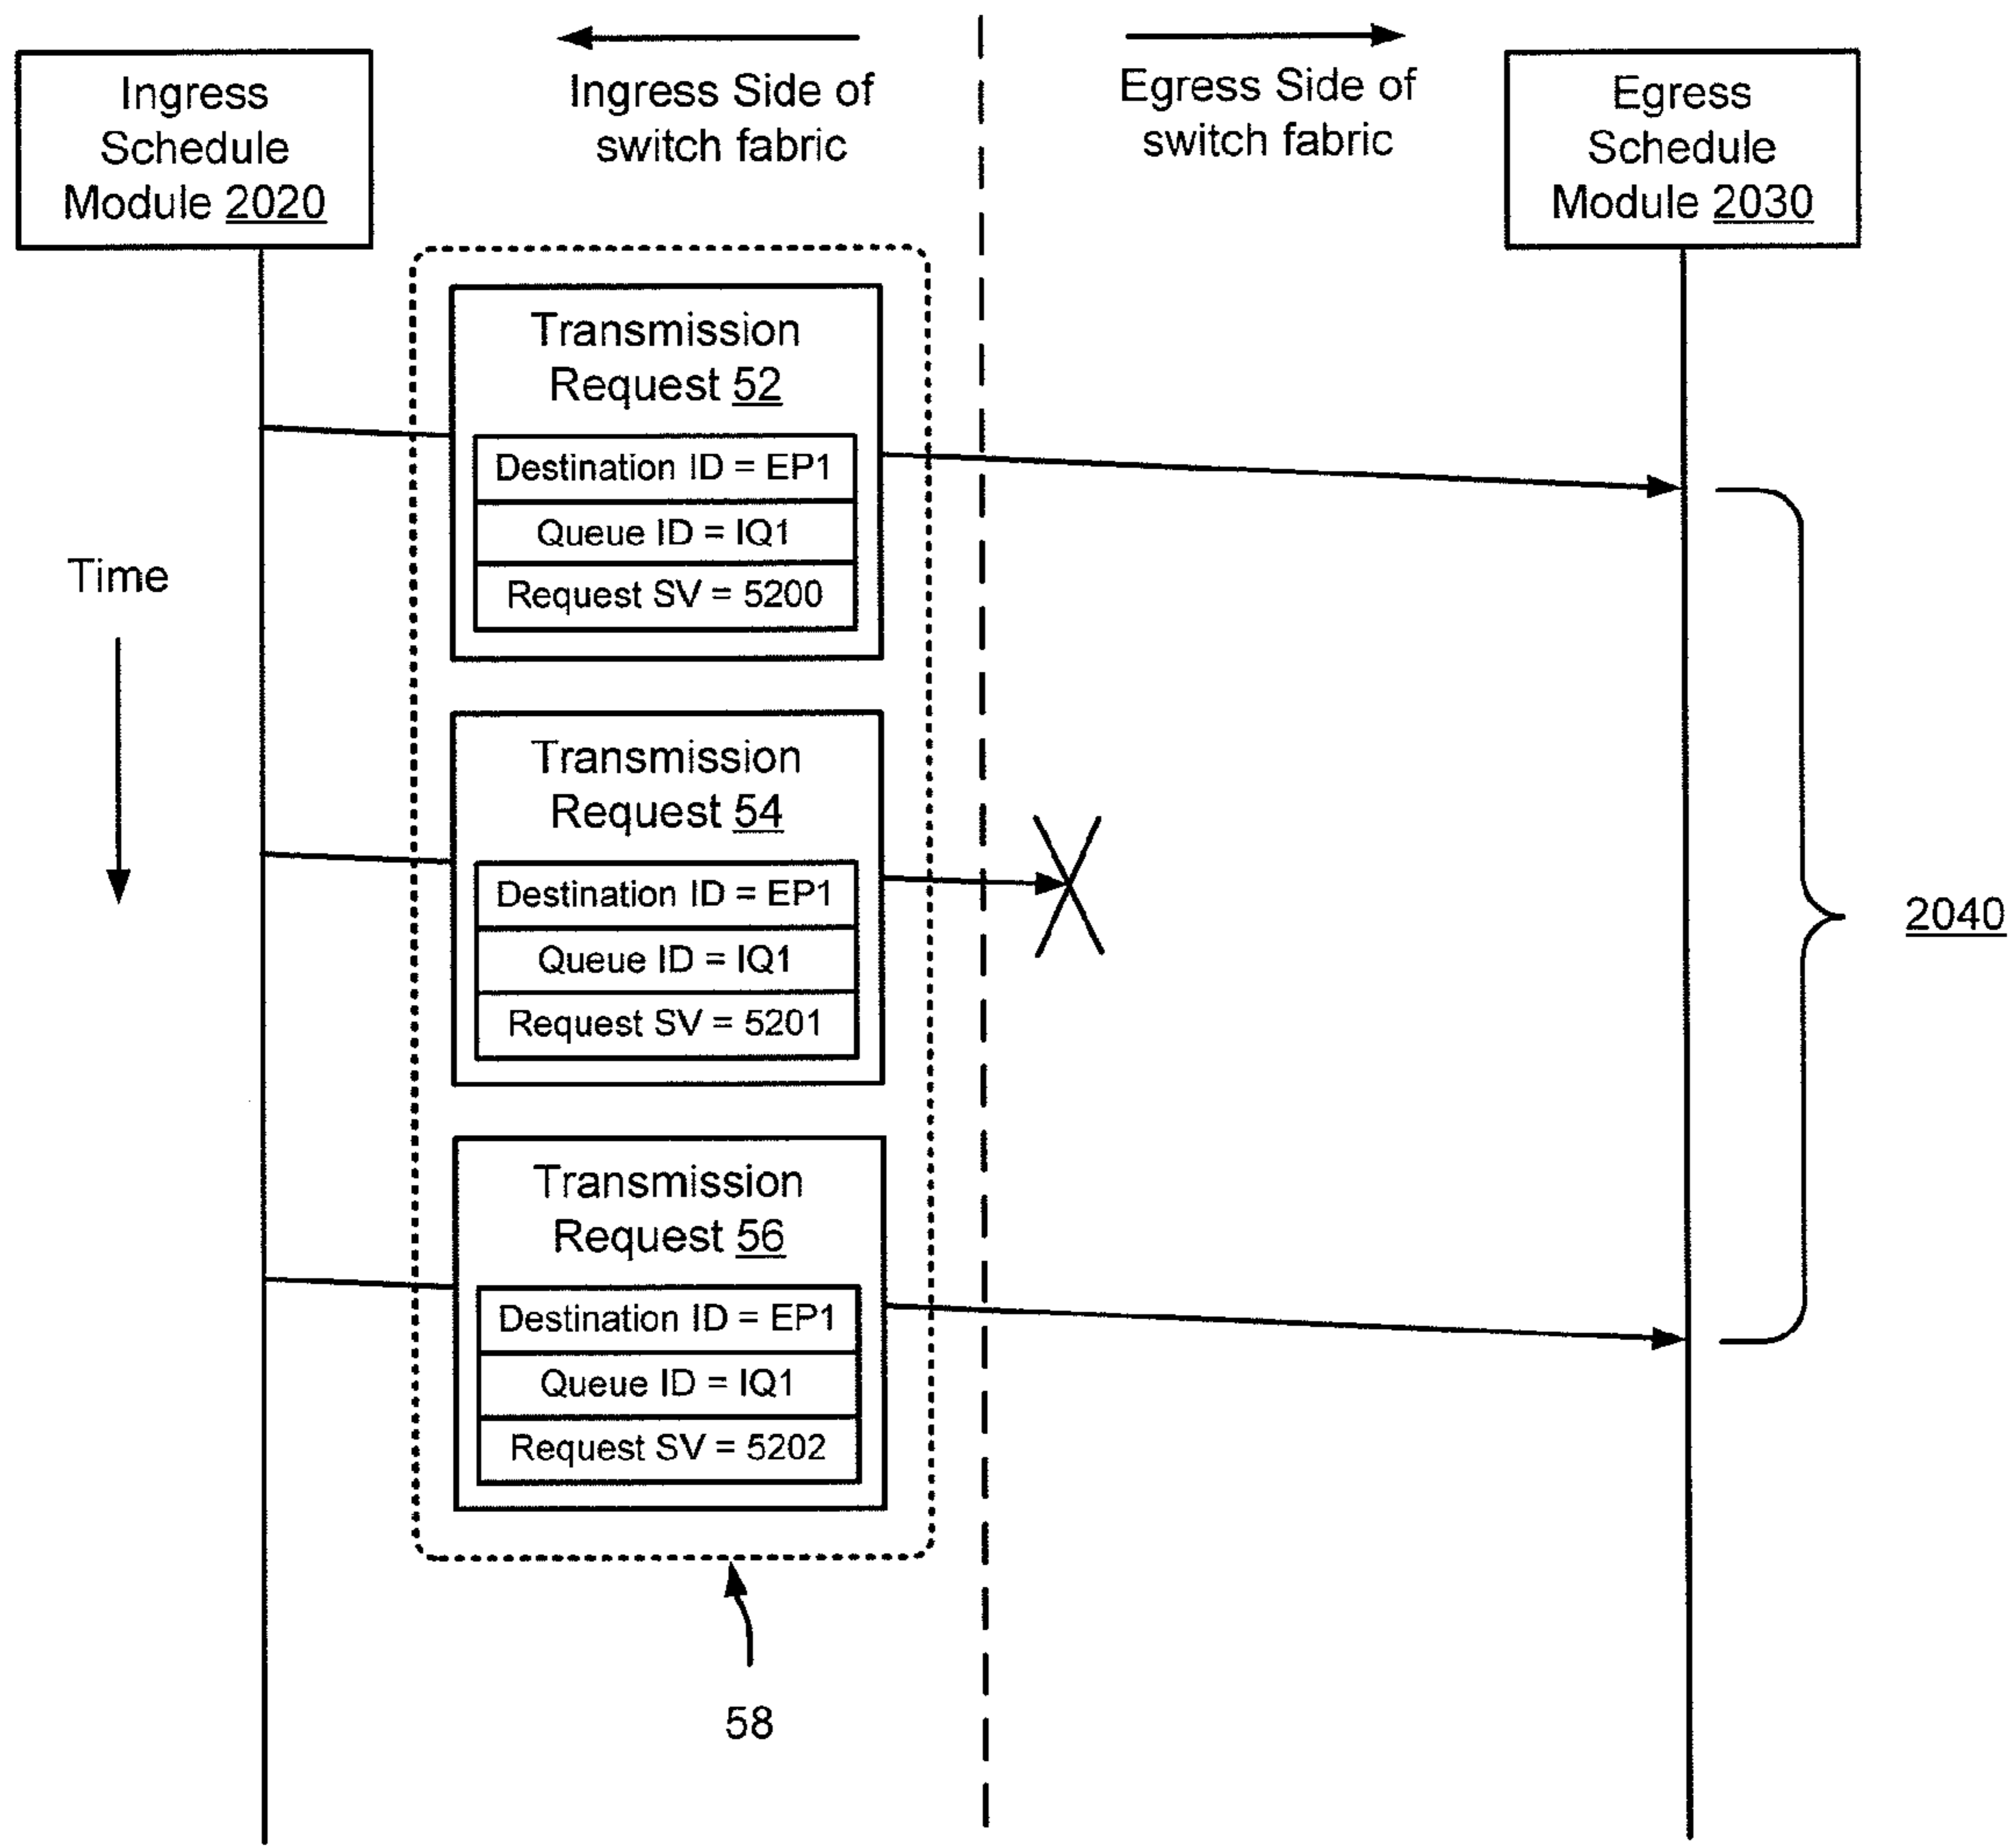 Ingress
Schedule
Module 2020
Ingress Side of
switch fabric
Egress Side of
switch fabric
Egress
Schedule
Module 2030
Time
Transmission
Request 52
Destination ID = EP1
Queue ID = IQ1
Request SV = 5200
Transmission
Request 54
Destination ID = EP1
Queue ID = IQ1
Request SV = 5201
2040
Transmission
Request 56
Destination ID = EP1
Queue ID = IQ1
Request SV = 5202
58